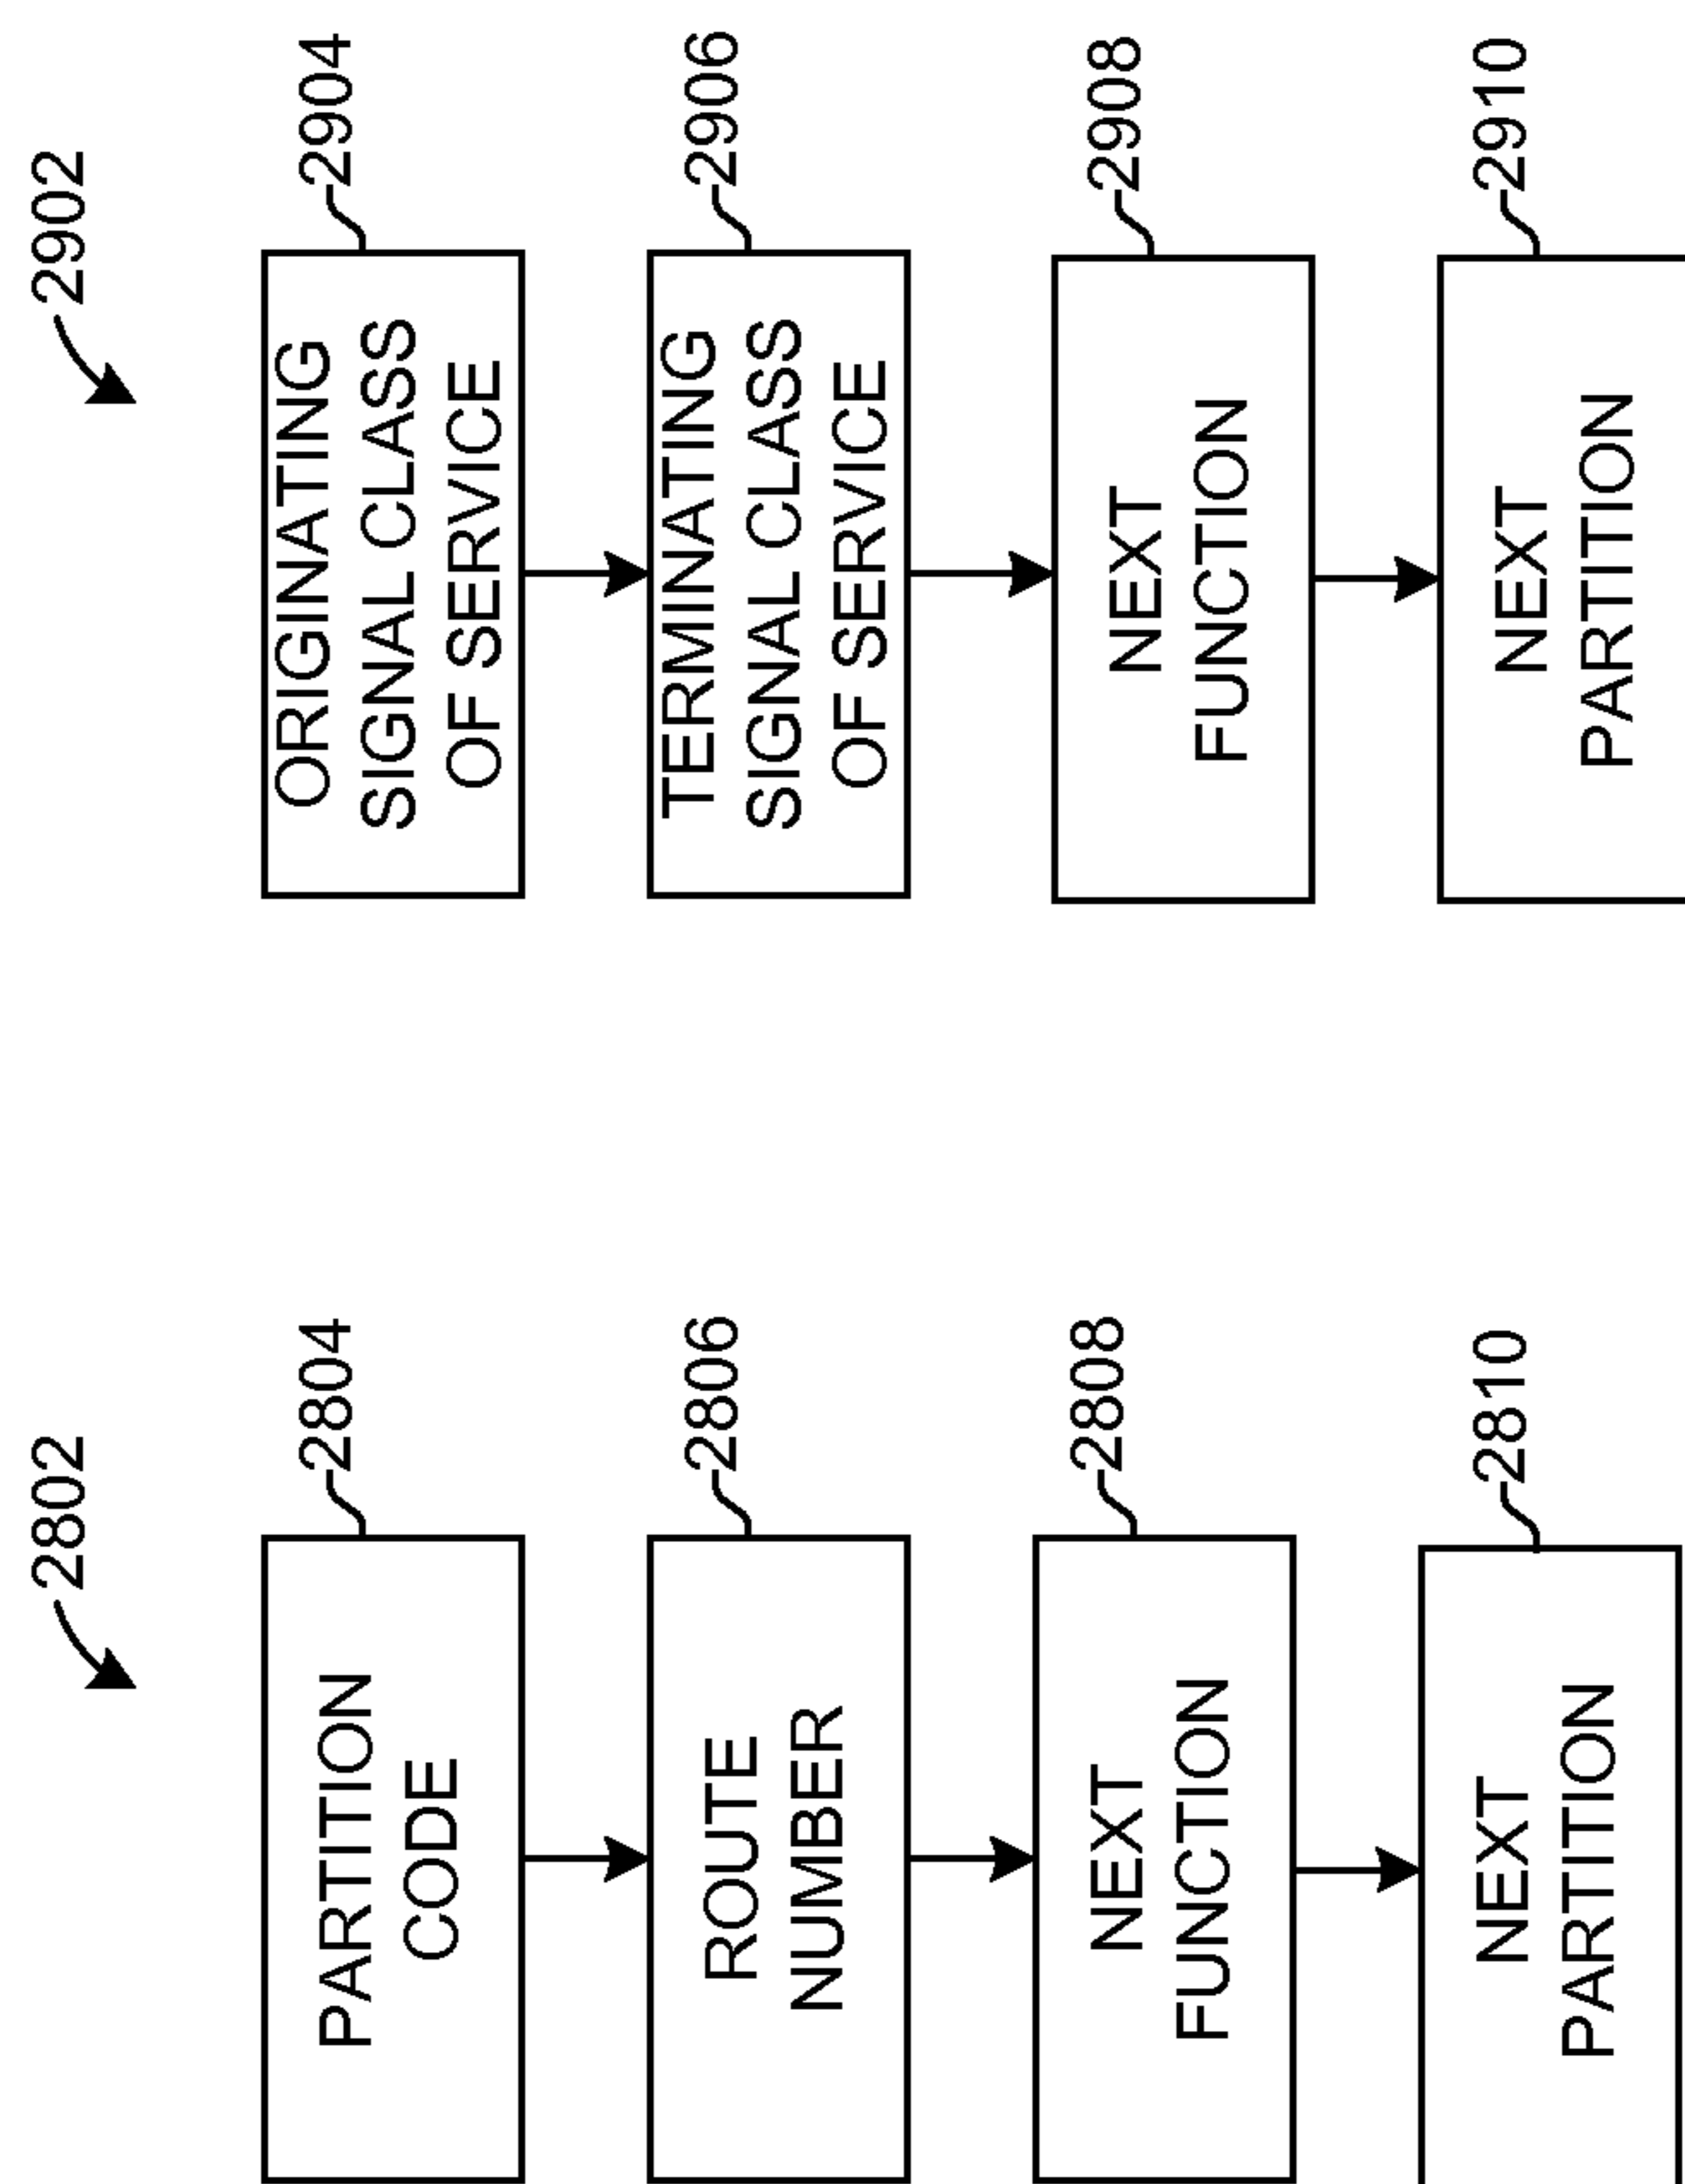 2802
PARTITION
CODE
2804
ROUTE
NUMBER
2806
NEXT
FUNCTION
2808
NEXT
PARTITION
2810
2902
ORIGINATING
SIGNAL CLASS
OF SERVICE
2904
TERMINATING
SIGNAL CLASS
OF SERVICE
2906
NEXT
FUNCTION
2908
NEXT
PARTITION
2910